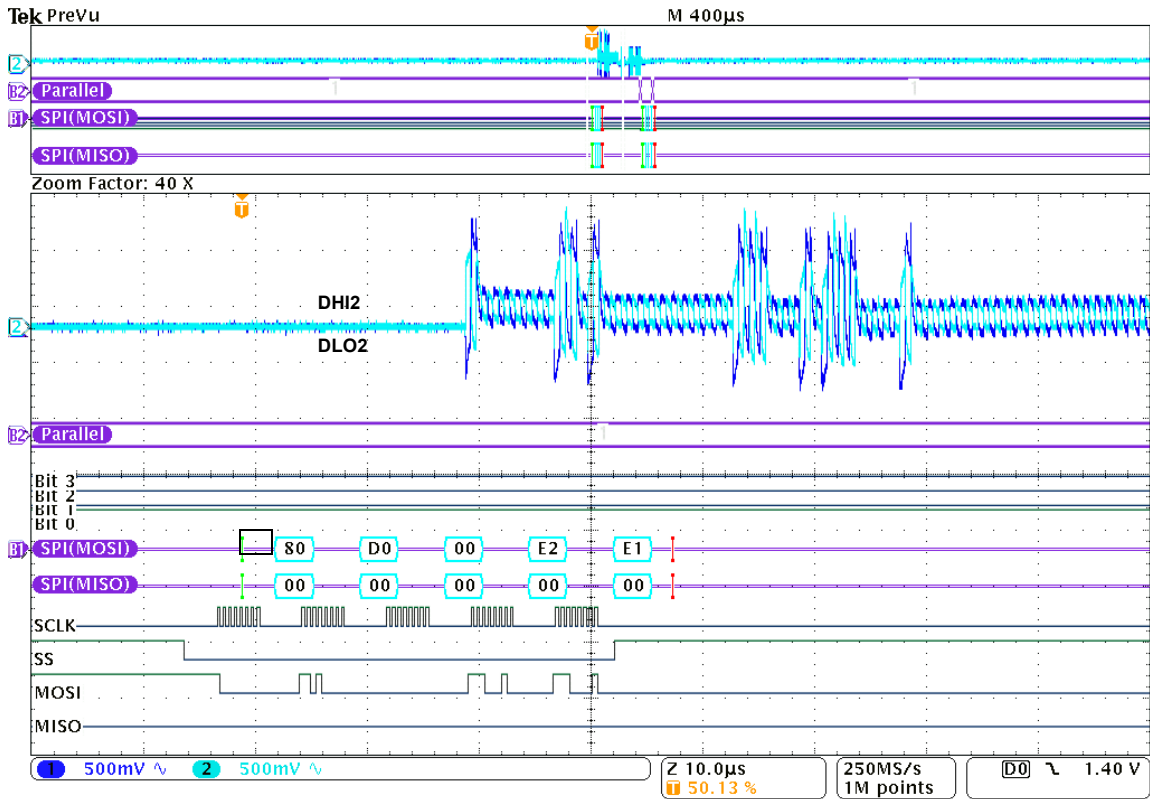 Tek PreVu M 400µs
T
2
B2 Parallel 1 1
B1 SPI(MOSI)
SPI(MISO)
Zoom Factor: 40 X
T
DHI2
2
DLO2
B2 Parallel 1
Bit 3
Bit 2
Bit 1
Bit 0
B1 SPI(MOSI) 80 D0 00 E2 E1
SPI(MISO) 00 00 00 00 00
SCLK
SS
MOSI
MISO
1 500mV 2 500mV Z 10.0µs 250MS/s D0 1.40 V
T 50.13 % 1M points